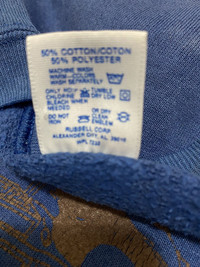 50% COTTON/COTON
50% POLYESTER
MACHINE WASH
WARM-COLORS
WASH SEPARATELY
ONLY NON TUMBLE
CHLORINE DRY LOW
BLEACH WHEN
NEEDED
DO NOT DRY
IRON CLEAN
RUSSELL CORP
ALEXANDER CITY, AL 35010